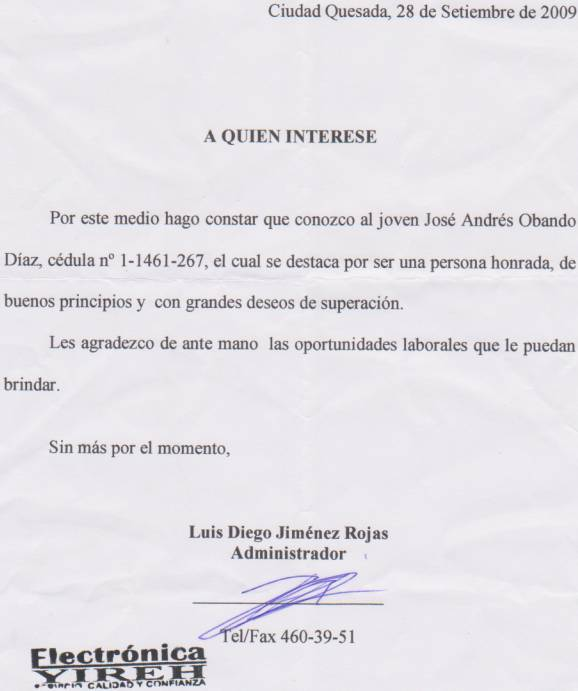 Ciudad Quesada, 28 de Setiembre de 2009
A QUIEN INTERESE
Por este medio hago constar que conozco al joven José Andrés Obando
Díaz, cédula nº 1-1461-267, el cual se destaca por ser una persona honrada, de
buenos principios y con grandes deseos de superación.
Les agradezco de ante mano las oportunidades laborales que le puedan
brindar.
Sin más por el momento,
Luis Diego Jiménez Rojas
Administrador
Tel/Fax 460-39-51
Electrónica
YIREH
CALIDAD Y CONFIANZA